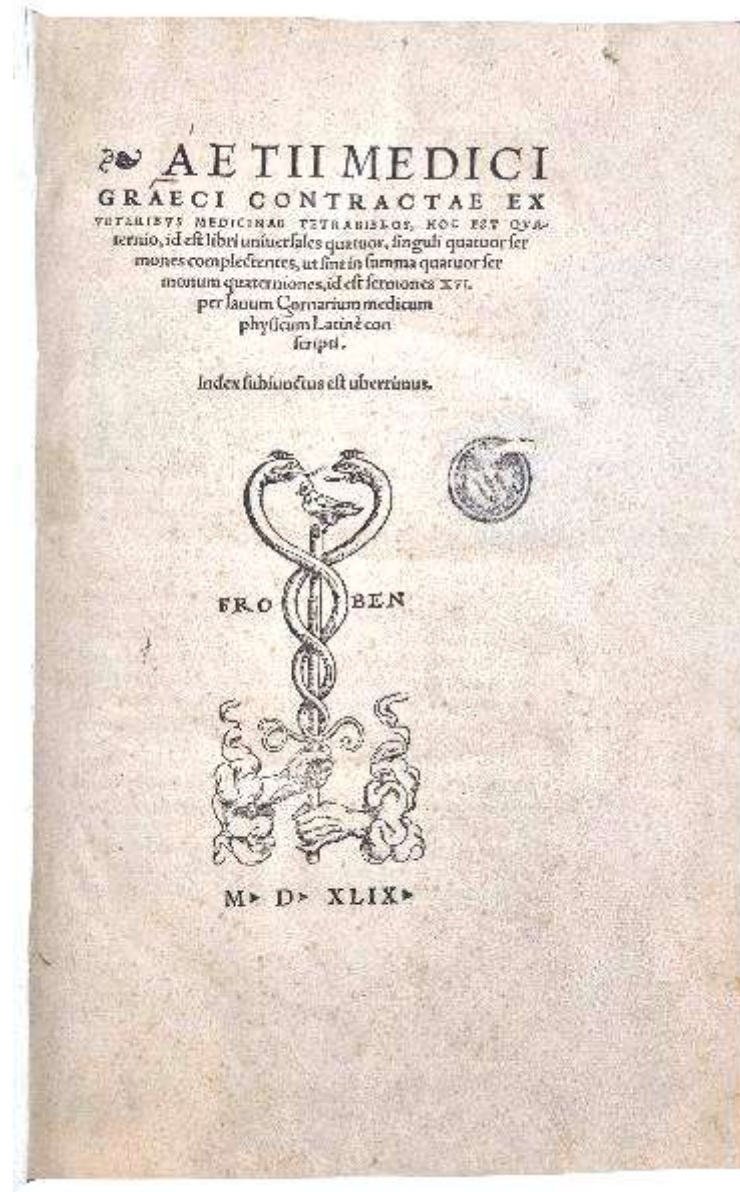 AETII MEDICI
GRAECI CONTRACTAE EX
VETERIBVS MEDICINAE TETRABIBLOS, HOC EST QVA-
ternio, id est libri uniuersales quatuor, singuli quatuor ser
mones complectentes, ut sint in summa quatuor ser
monum quaterniones, id est sermones XVI.
per Ianum Cornarium medicum
physicum Latinè con
scripti.
Index subiunctus est uberrimus.
FRO BEN
M D XLIX